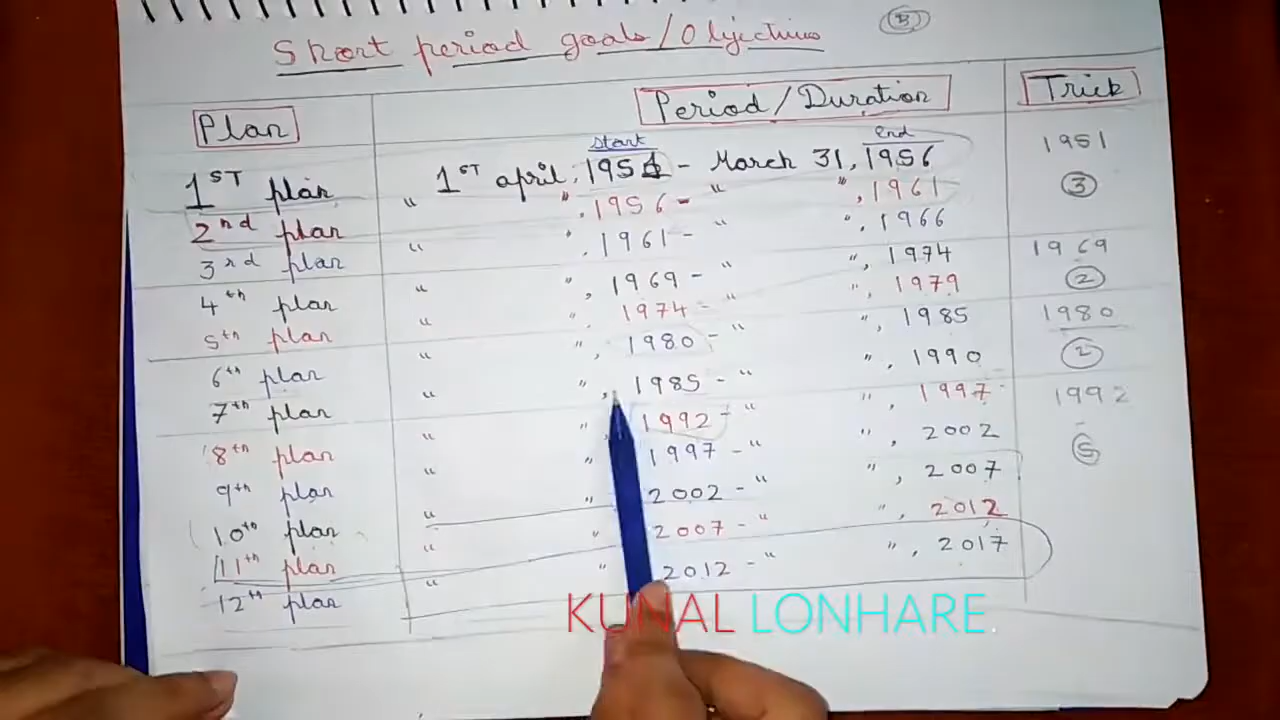 Short period goals/Objectives
B
Plan Period/Duration Trick
start end
1ST plan 1ST april, 1951 - March 31, 1956 1951
2nd plan " ", 1956 - " ", 1961 3
3rd plan " ", 1961 - " ", 1966
4th plan " ", 1969 - " ", 1974 1969
5th plan " ", 1974 - " ", 1979 2
6th plan " ", 1980 - " ", 1985 1980
7th plan " ", 1985 - " ", 1990 2
8th plan " ", 1992 - " ", 1997 1992
9th plan " " 1997 - " ", 2002 5
10th plan " " 2002 - " ", 2007
11th plan " " 2007 - " ", 2012
12th plan " " 2012 - " ", 2017
KUNAL LONHARE.